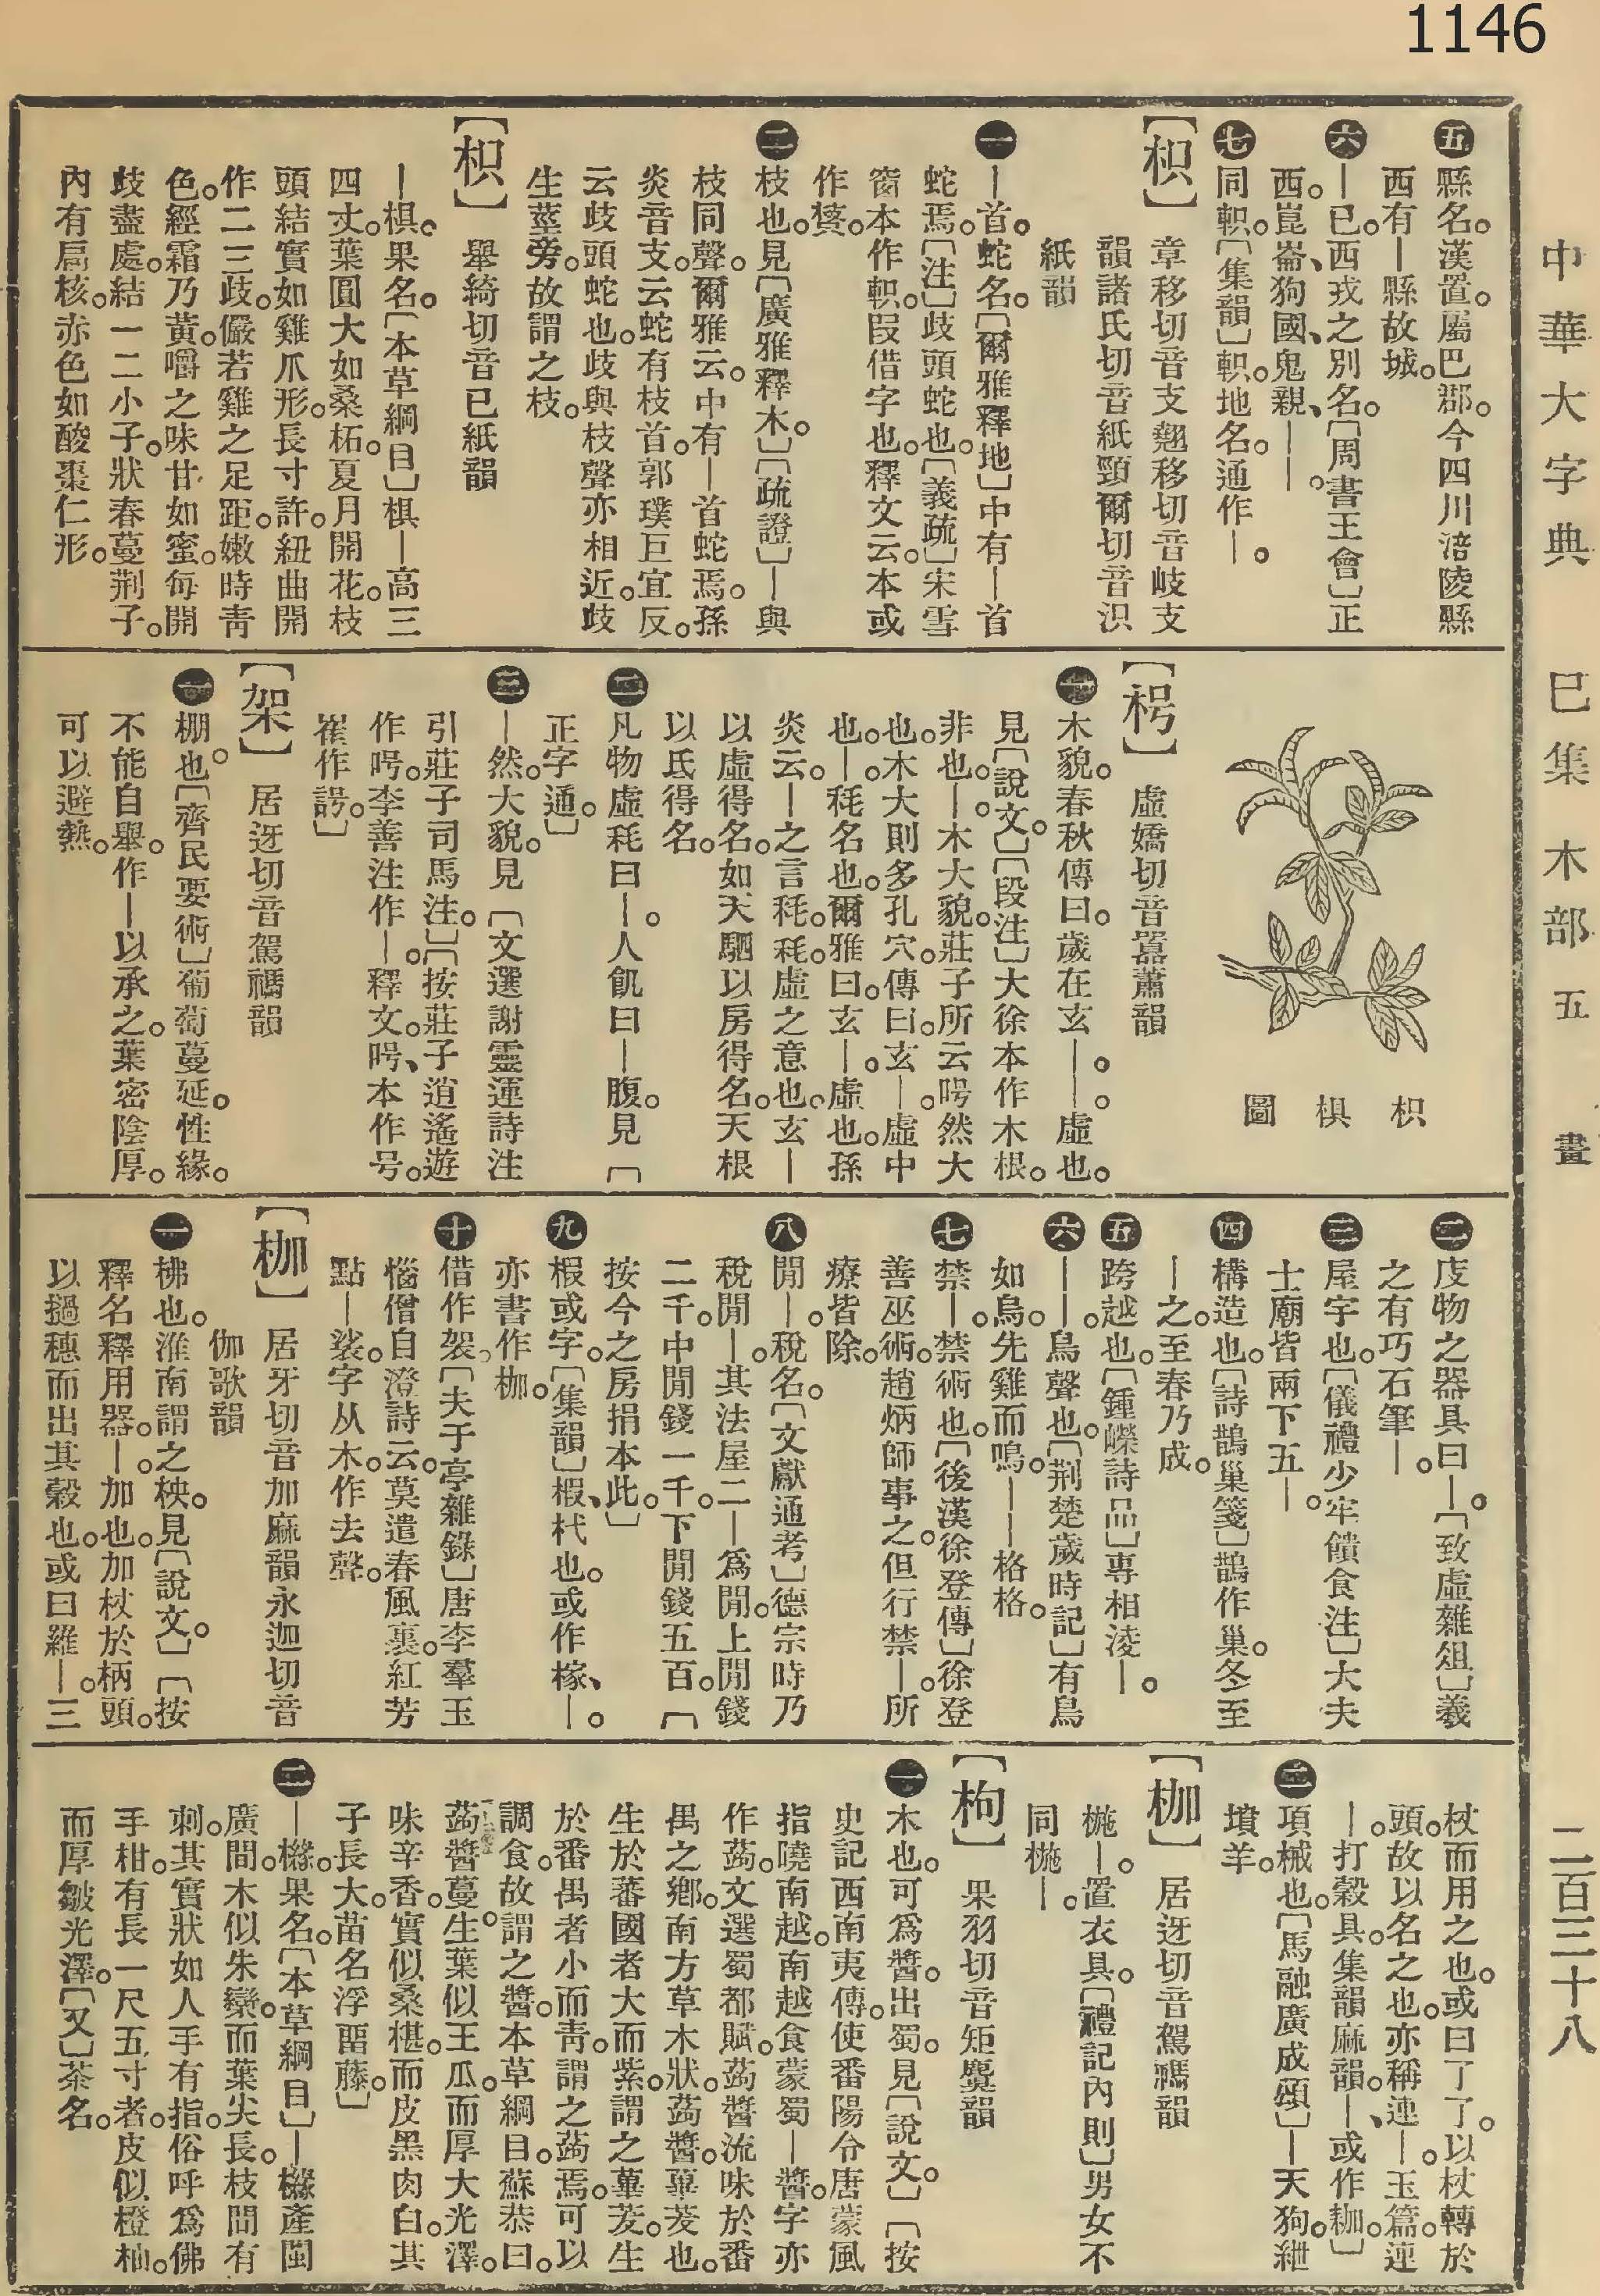 1146
中華大字典　巳集　木部　五畫　二百三十八
五縣名。漢置。屬巴郡。今四川涪陵縣
西有｜縣故城。
六｜已。西戎之別名。〔周書王會〕正
西。崑崙、狗國、鬼親、｜｜。
七同軹。〔集韻〕軹。地名。通作｜。
【枳】章移切音支翹移切音岐支
韻諸氏切音紙頸爾切音
紙韻
一｜首。蛇名。〔爾雅釋地〕中有｜首
蛇焉。〔注〕歧頭蛇也。〔義疏〕宋雪
窗本作軹。叚借字也。釋文云。本或
作。
二枝也。見〔廣雅釋木。〕〔疏證〕｜與
枝同聲。爾雅云。中有｜首蛇焉。孫
炎音支。云蛇有枝首。郭璞巨宜反。
云歧頭蛇也。歧與枝聲亦相近。歧
生莖旁。故謂之枝。
【枳】舉綺切音已紙韻
｜椇。果名。〔本草綱目〕椇｜高三
四丈。葉圓大如桑柘。夏月開花。枝
頭結實如雞爪形。長寸許。紐曲開
作二三歧。儼若雞之足距。嫩時靑
色。經霜乃黃。嚼之味甘如蜜。每開
歧盡處。結一二小子。狀春蔓荆子。
內有扁核。赤色如酸棗仁形。
枳椇圖
【枵】虛嬌切音囂蕭韻
一木貌。春秋傳曰。歲在玄｜。｜。虛也。
見〔說文。〕〔段注〕大徐本作木根。
非也。｜。木大貌。莊子所云呺然大
也。木大則多孔穴。傳曰。玄｜。虛中
也。｜。秏名也。爾雅曰。玄｜。虛也。孫
炎云。｜之言秏。秏虛之意也。玄｜
以虛得名。如天駟以房得名。天根
以氐得名。
二凡物虛秏曰｜。人飢曰｜腹。見〔
正字通。〕
三｜然。大貌。見〔文選謝靈運詩注
引莊子司馬注。〕〔按莊子逍遙遊
作呺。李善注作｜。釋文。呺、本作号。
崔作諤。〕
【架】居迓切音駕禡韻
一棚也。〔齊民要術〕葡萄蔓延。性緣。
不能自舉。作｜以承之。葉密陰厚。
可以避熱。
二庋物之器具曰｜。〔致虛雜俎〕羲
之有巧石筆｜。
三屋宇也。〔儀禮少牢饋食注〕大夫
士廟皆兩下五｜。
四構造也。〔詩鵲巢箋〕鵲作巢。冬至
｜之。至春乃成。
五跨越也。〔鍾嶸詩品〕專相淩｜。
六｜｜。鳥聲也。〔荆楚歲時記〕有鳥
如烏。先雞而鳴。｜｜格格。
七禁｜。禁術也。〔後漢徐登傳〕徐登
善巫術。趙炳師事之。但行禁｜。所
療皆除。
八閒｜。稅名。〔文獻通考〕德宗時乃
稅閒｜。其法屋二｜爲閒。上閒錢
二千。中閒錢一千。下閒錢五百。〔
按今之房捐本此。〕
九椵或字。〔集韻〕椵、杙也。或作榢、｜。
亦書作枷。
十借作袈。〔夫于亭雜錄〕唐李羣玉
惱僧自澄詩云。莫遣春風裏。紅芳
點｜裟。字从木。作去聲。
【枷】居牙切音加麻韻永迦切音
伽歌韻
一柫也。淮南謂之柍。見〔說文。〕〔按
釋名釋用器。｜。加也。加杖於柄頭。
以撾穗而出其穀也。或曰羅｜。三
杖而用之也。或曰了了。以杖轉於
頭。故以名之也。亦稱連｜。玉篇。連
｜。打穀具。集韻麻韻。｜、或作耞。〕
二項械也。〔馬融廣成頌〕｜天狗。紲
墳羊。
【枷】居迓切音駕禡韻
椸｜。置衣具。〔禮記內則〕男女不
同椸｜。
【枸】果羽切音矩麌韻
一木也。可爲醬。出蜀。見〔說文。〕〔按
史記西南夷傳。使番陽令唐蒙風
指曉南越。南越食蒙蜀｜醬。字亦
作蒟。文選蜀都賦。蒟醬流味於番
禺之鄉。南方草木狀。蒟醬。蓽茇也。
生於蕃國者大而紫。謂之蓽茇。生
於番禺者小而靑。謂之蒟焉。可以
調食。故謂之醬。本草綱目。蘇恭曰。
蒟醬。蔓生。葉似王瓜。而厚大光澤。
味辛香。實似桑椹。而皮黑肉白。其
子長大。苗名浮畱藤。〕
二｜櫞。果名。〔本草綱目〕｜櫞產閩
廣間。木似朱欒。而葉尖長。枝間有
刺。其實狀如人手有指。俗呼爲佛
手柑。有長一尺五寸者。皮似橙柚。
而厚皺光澤。〔又〕茶名。